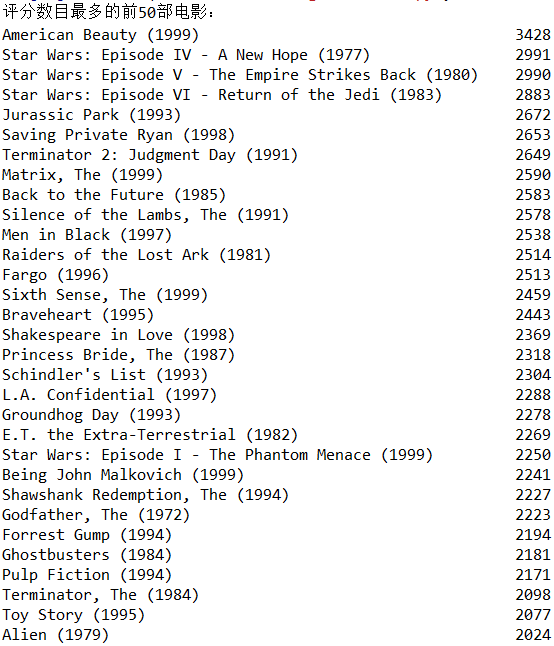 评分数目最多的前50部电影：
American Beauty (1999) 3428
Star Wars: Episode IV - A New Hope (1977) 2991
Star Wars: Episode V - The Empire Strikes Back (1980) 2990
Star Wars: Episode VI - Return of the Jedi (1983) 2883
Jurassic Park (1993) 2672
Saving Private Ryan (1998) 2653
Terminator 2: Judgment Day (1991) 2649
Matrix, The (1999) 2590
Back to the Future (1985) 2583
Silence of the Lambs, The (1991) 2578
Men in Black (1997) 2538
Raiders of the Lost Ark (1981) 2514
Fargo (1996) 2513
Sixth Sense, The (1999) 2459
Braveheart (1995) 2443
Shakespeare in Love (1998) 2369
Princess Bride, The (1987) 2318
Schindler's List (1993) 2304
L.A. Confidential (1997) 2288
Groundhog Day (1993) 2278
E.T. the Extra-Terrestrial (1982) 2269
Star Wars: Episode I - The Phantom Menace (1999) 2250
Being John Malkovich (1999) 2241
Shawshank Redemption, The (1994) 2227
Godfather, The (1972) 2223
Forrest Gump (1994) 2194
Ghostbusters (1984) 2181
Pulp Fiction (1994) 2171
Terminator, The (1984) 2098
Toy Story (1995) 2077
Alien (1979) 2024